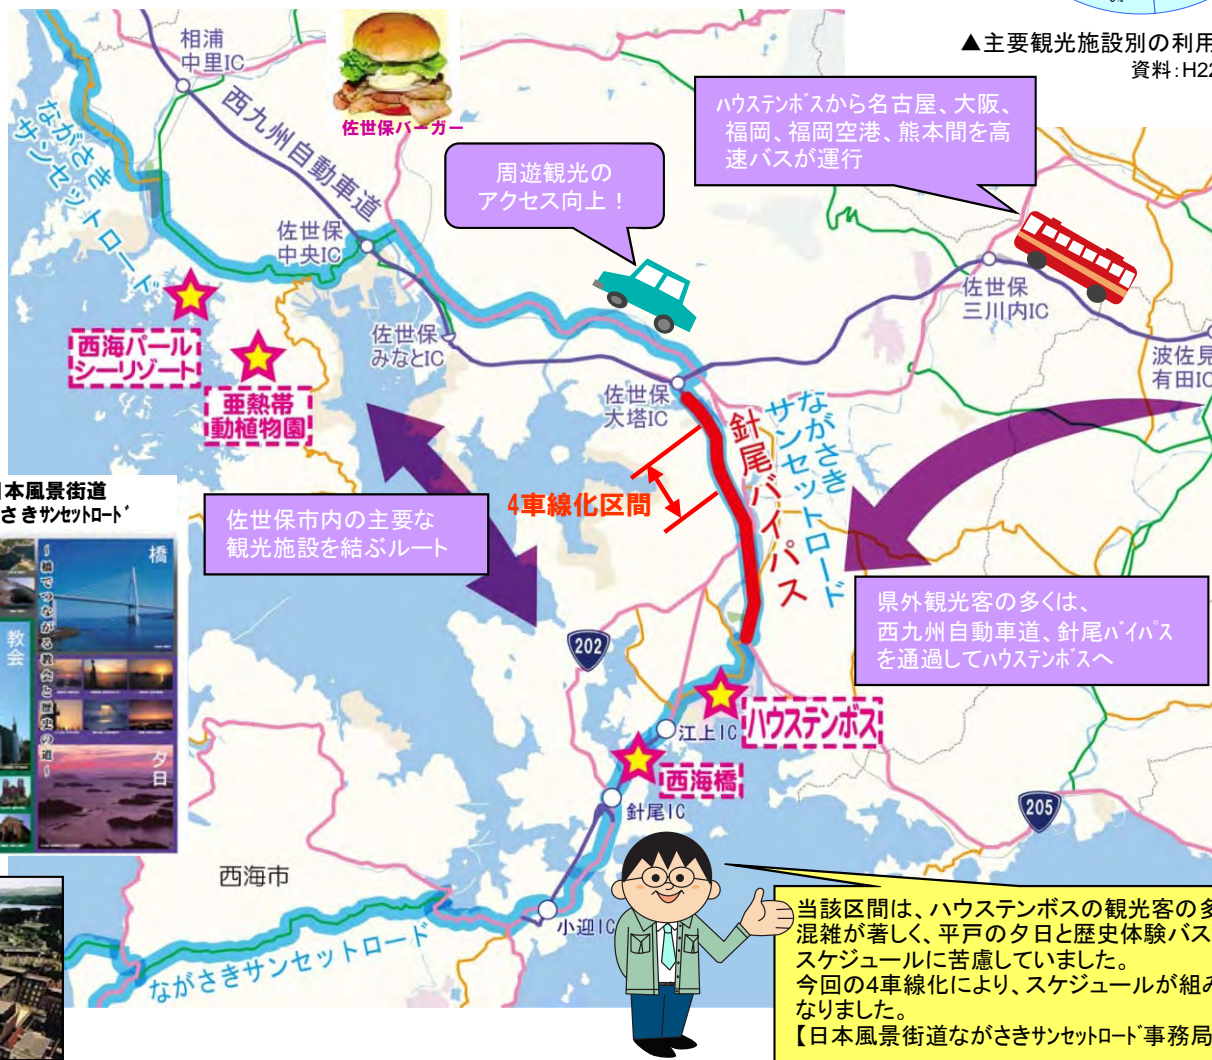 ▲主要観光施設別の利用
資料:H22
相浦
中里IC
西九州自動車道
佐世保バーガー
ながさき
サンセットロード
周遊観光の
アクセス向上！
ﾊｳｽﾃﾝﾎﾞｽから名古屋、大阪、
福岡、福岡空港、熊本間を高
速バスが運行
佐世保
中央IC
佐世保
みなとIC
佐世保
三川内IC
波佐見
有田IC
西海パール
シーリゾート
亜熱帯
動植物園
佐世保
大塔IC
針尾バイパス
ながさき
サンセットロード
4車線化区間
日本風景街道
さきｻﾝｾｯﾄﾛｰﾄﾞ
橋
～橋でつながる教会と歴史の道～
教会
夕日
佐世保市内の主要な
観光施設を結ぶルート
県外観光客の多くは、
西九州自動車道、針尾ﾊﾞｲﾊﾟｽ
を通過してﾊｳｽﾃﾝﾎﾞｽへ
202
ハウステンボス
江上IC
西海橋
針尾IC
205
西海市
小迎IC
ながさきサンセットロード
当該区間は、ハウステンボスの観光客の多
混雑が著しく、平戸の夕日と歴史体験バス
スケジュールに苦慮していました。
今回の4車線化により、スケジュールが組み
なりました。
【日本風景街道ながさきｻﾝｾｯﾄﾛｰﾄﾞ事務局